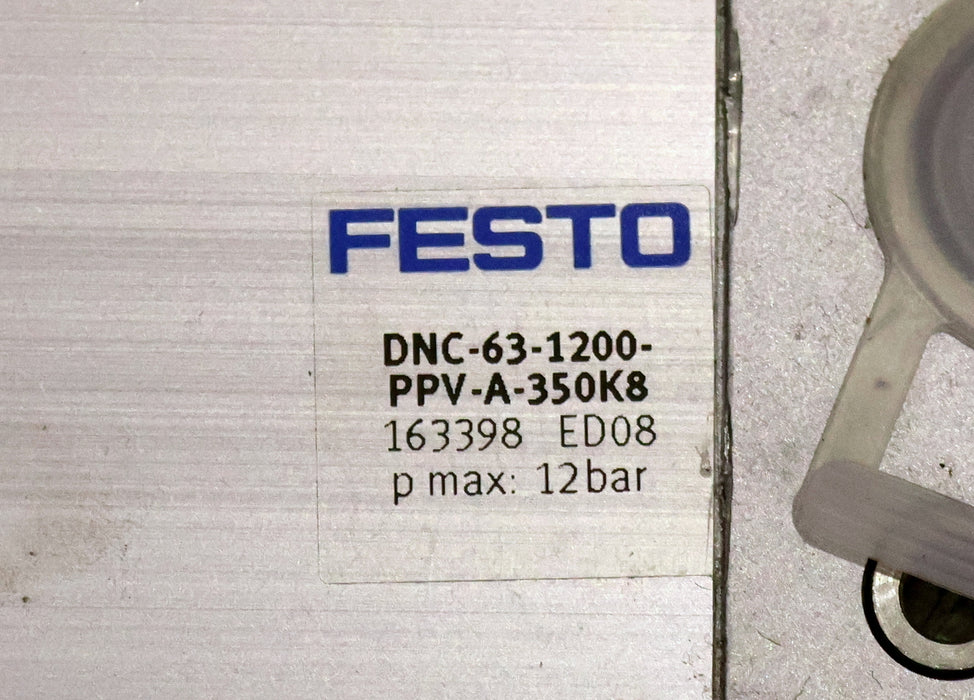 FESTO
DNC-63-1200-
PPV-A-350K8
163398 ED08
p max: 12bar